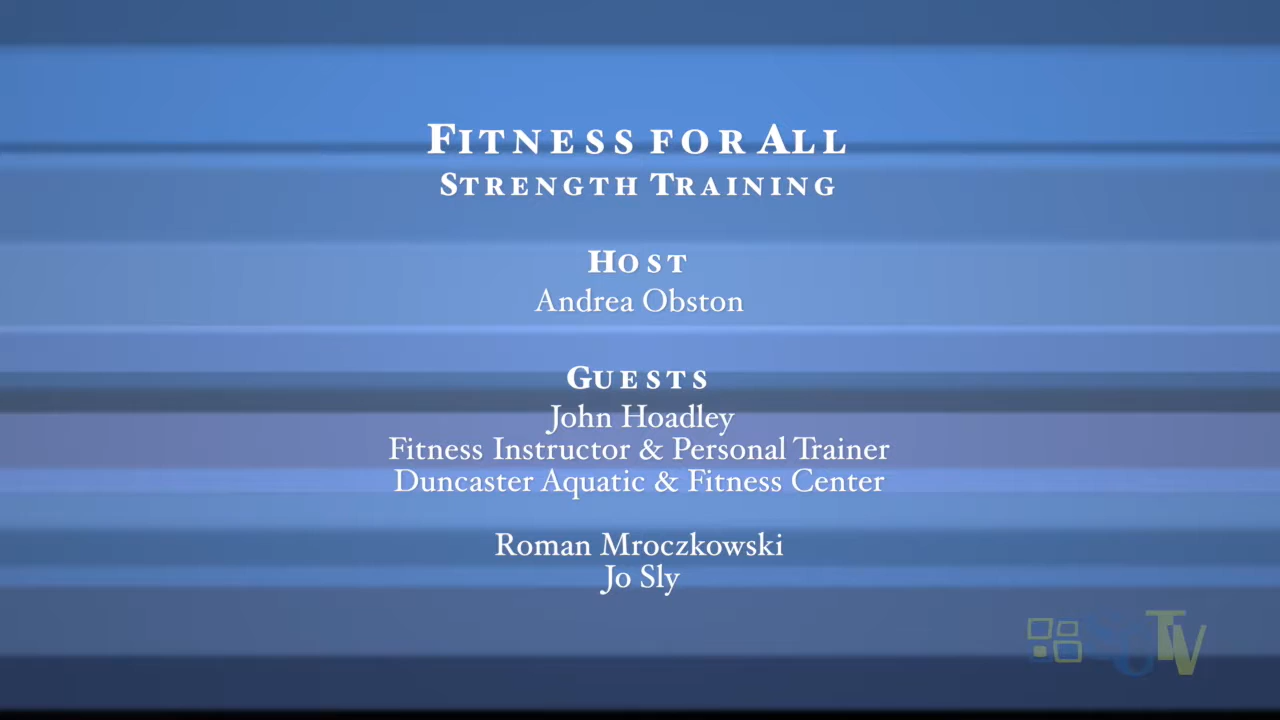 Fitness for All
Strength Training
Host
Andrea Obston
Guests
John Hoadley
Fitness Instructor & Personal Trainer
Duncaster Aquatic & Fitness Center
Roman Mroczkowski
Jo Sly
SCTV